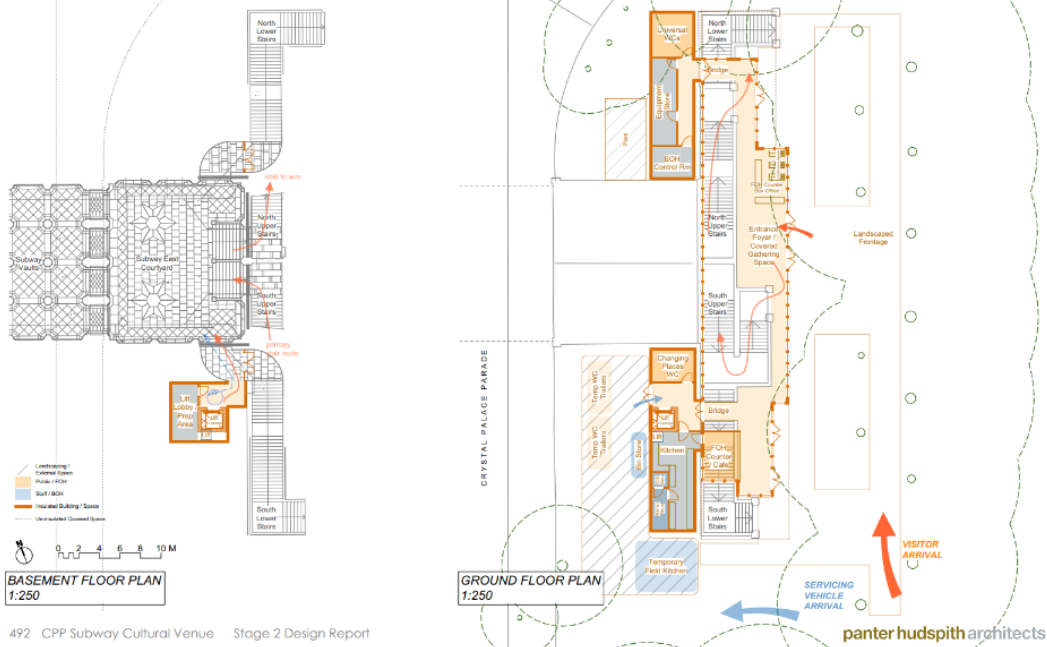 North
Lower
Stairs
stair to wcs
North
Upper
Stairs
Subway
Vaults
Subway East
Courtyard
South
Upper
Stairs
primary
stair route
Lift
Lobby /
Prep
Area
Lift
South
Lower
Stairs
Landscaping /
External Space
Public / FOH
Staff / BOH
Insulated Building / Space
Uninsulated Covered Space
N
0 2 4 6 8 10 M
BASEMENT FLOOR PLAN
1:250
Universal
WCs
North
Lower
Stairs
Bridge
Equipment
Store
Plant
BOH
Control Rm
FOH Counter
Box Office
North
Upper
Stairs
Entrance
Foyer /
Covered
Gathering
Space
Landscaped
Frontage
South
Upper
Stairs
CRYSTAL PALACE PARADE
Changing
Places
WC
Temp WC
Trailers
Temp WC
Trailers
Bridge
Lift
Lift
Bin Store
Kitchen
FOH
Counter
/ Cafe
South
Lower
Stairs
Temporary
Field Kitchen
VISITOR
ARRIVAL
SERVICING
VEHICLE
ARRIVAL
GROUND FLOOR PLAN
1:250
492 CPP Subway Cultural Venue Stage 2 Design Report
panter hudspith architects